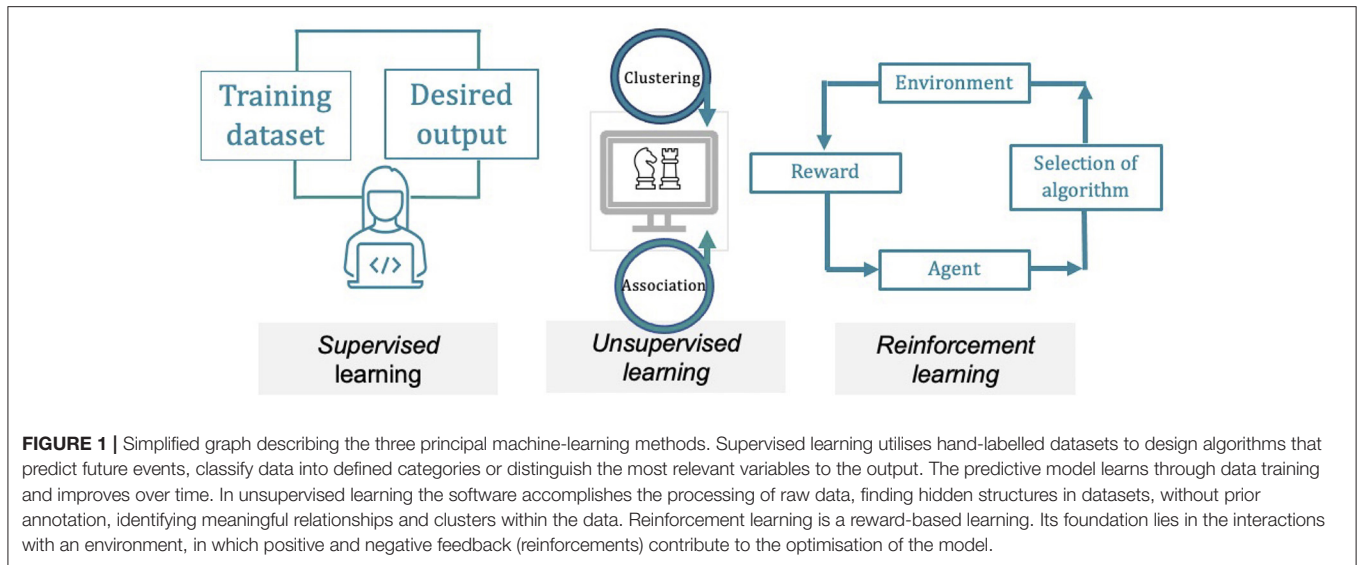 Training
dataset
Desired
output
</>
Supervised
learning
Clustering
Association
Unsupervised
learning
Environment
Reward
Selection of
algorithm
Agent
Reinforcement
learning
FIGURE 1 | Simplified graph describing the three principal machine-learning methods. Supervised learning utilises hand-labelled datasets to design algorithms that
predict future events, classify data into defined categories or distinguish the most relevant variables to the output. The predictive model learns through data training
and improves over time. In unsupervised learning the software accomplishes the processing of raw data, finding hidden structures in datasets, without prior
annotation, identifying meaningful relationships and clusters within the data. Reinforcement learning is a reward-based learning. Its foundation lies in the interactions
with an environment, in which positive and negative feedback (reinforcements) contribute to the optimisation of the model.